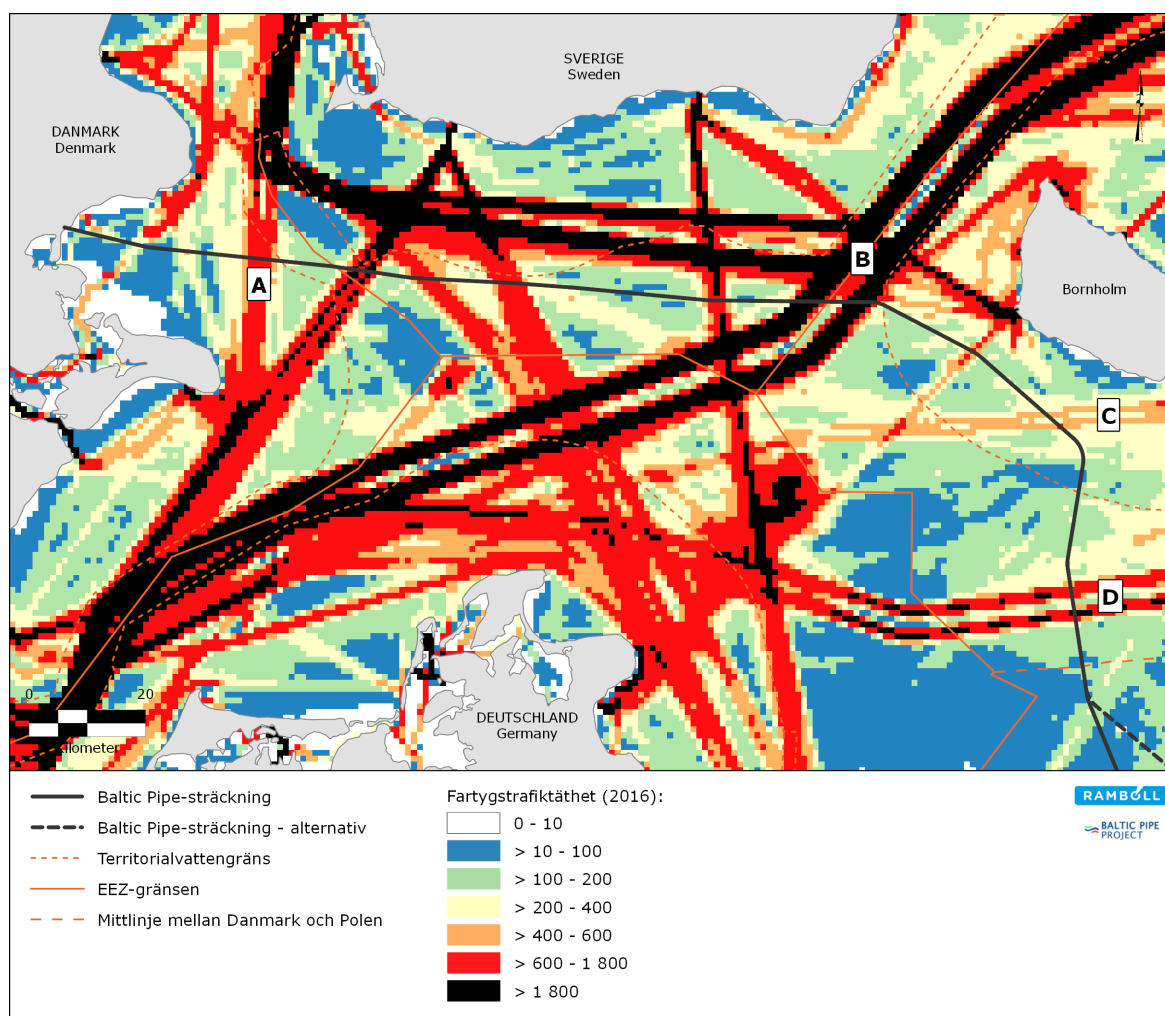 SVERIGE
Sweden
DANMARK
Denmark
A
B
Bornholm
C
D
0 20
Kilometer
DEUTSCHLAND
Germany
Baltic Pipe-sträckning
Baltic Pipe-sträckning - alternativ
Territorialvattengräns
EEZ-gränsen
Mittlinje mellan Danmark och Polen
Fartygstrafiktäthet (2016):
0 - 10
> 10 - 100
> 100 - 200
> 200 - 400
> 400 - 600
> 600 - 1 800
> 1 800
RAMBOLL
BALTIC PIPE
PROJECT